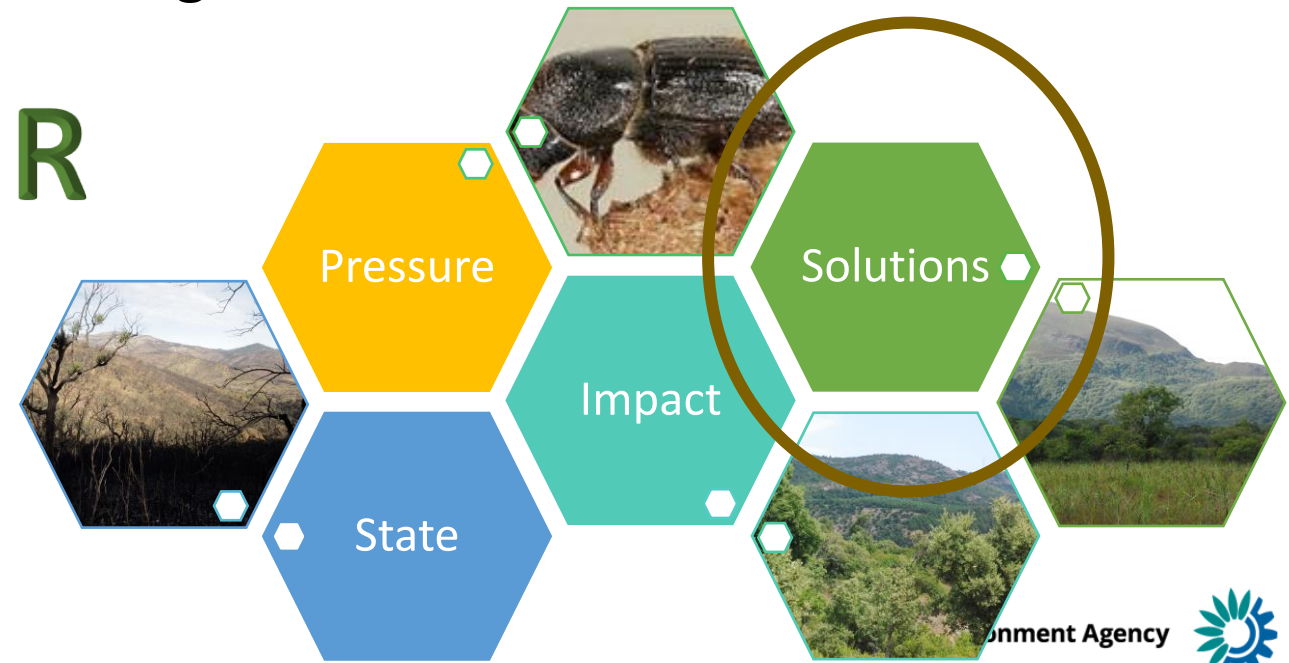 R
Pressure
Solutions
Impact
State
onment Agency